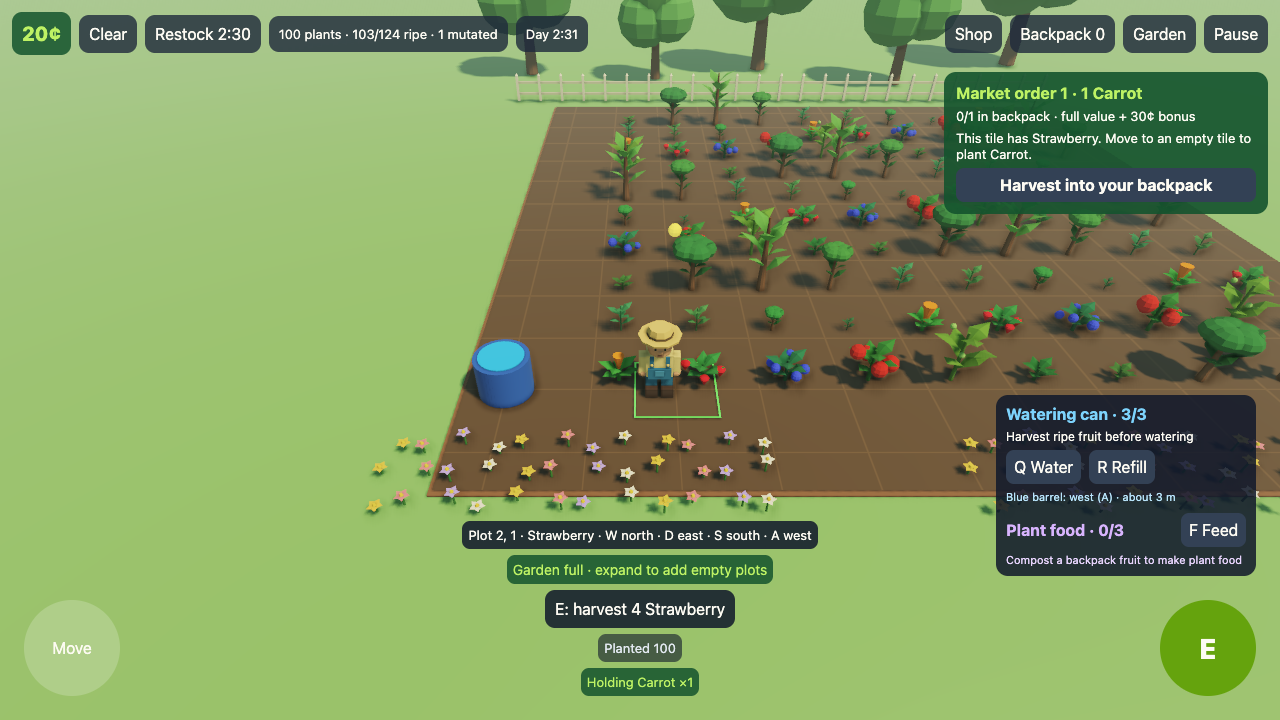 20¢
Clear
Restock 2:30
100 plants · 103/124 ripe · 1 mutated
Day 2:31
Shop
Backpack 0
Garden
Pause
Market order 1 · 1 Carrot
0/1 in backpack · full value + 30¢ bonus
This tile has Strawberry. Move to an empty tile to
plant Carrot.
Harvest into your backpack
Watering can · 3/3
Harvest ripe fruit before watering
Q Water
R Refill
Blue barrel: west (A) · about 3 m
Plant food · 0/3
F Feed
Compost a backpack fruit to make plant food
Plot 2, 1 · Strawberry · W north · D east · S south · A west
Garden full · expand to add empty plots
E: harvest 4 Strawberry
Planted 100
Holding Carrot ×1
Move
E